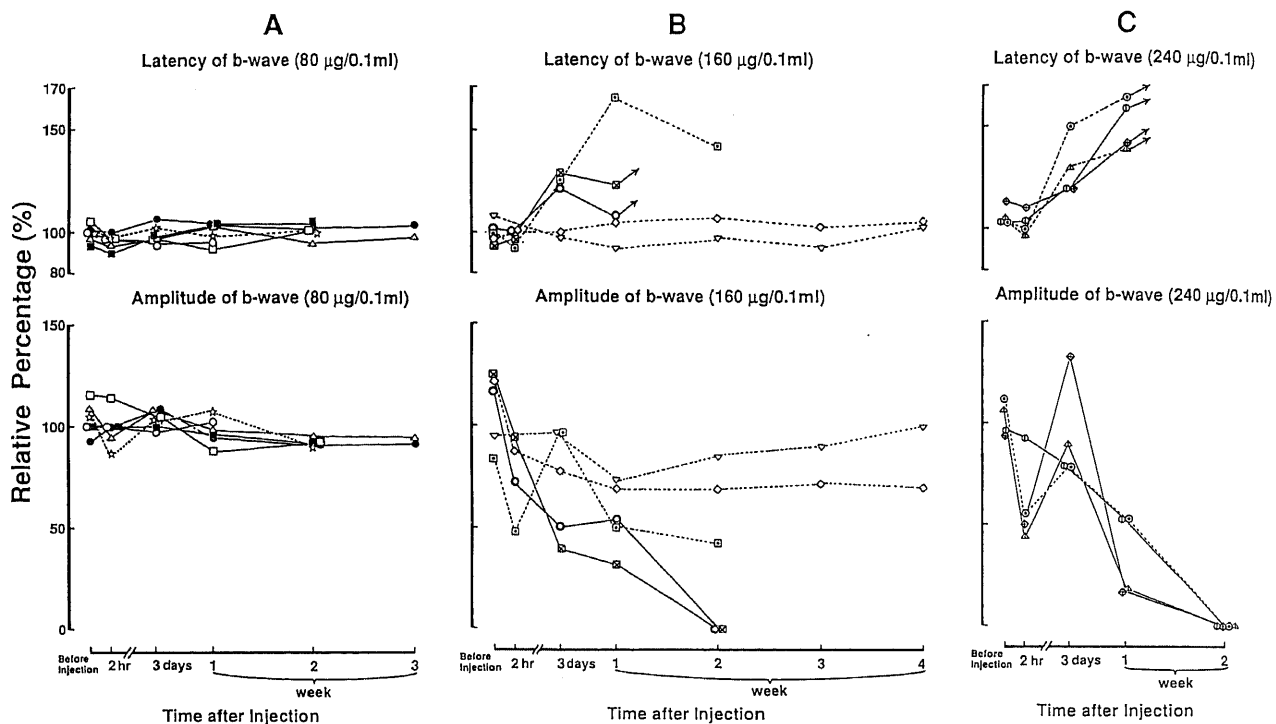 A
B
C
Latency of b-wave (80 µg/0.1ml)
Latency of b-wave (160 µg/0.1ml)
Latency of b-wave (240 µg/0.1ml)
170
150
100
80
Amplitude of b-wave (80 µg/0.1ml)
Amplitude of b-wave (160 µg/0.1ml)
Amplitude of b-wave (240 µg/0.1ml)
150
100
50
0
Relative Percentage (%)
Before Injection 2 hr 3 days 1 2 3
week
Time after Injection
Before Injection 2 hr 3 days 1 2 3 4
week
Time after Injection
Before Injection 2 hr 3 days 1 2
week
Time after Injection